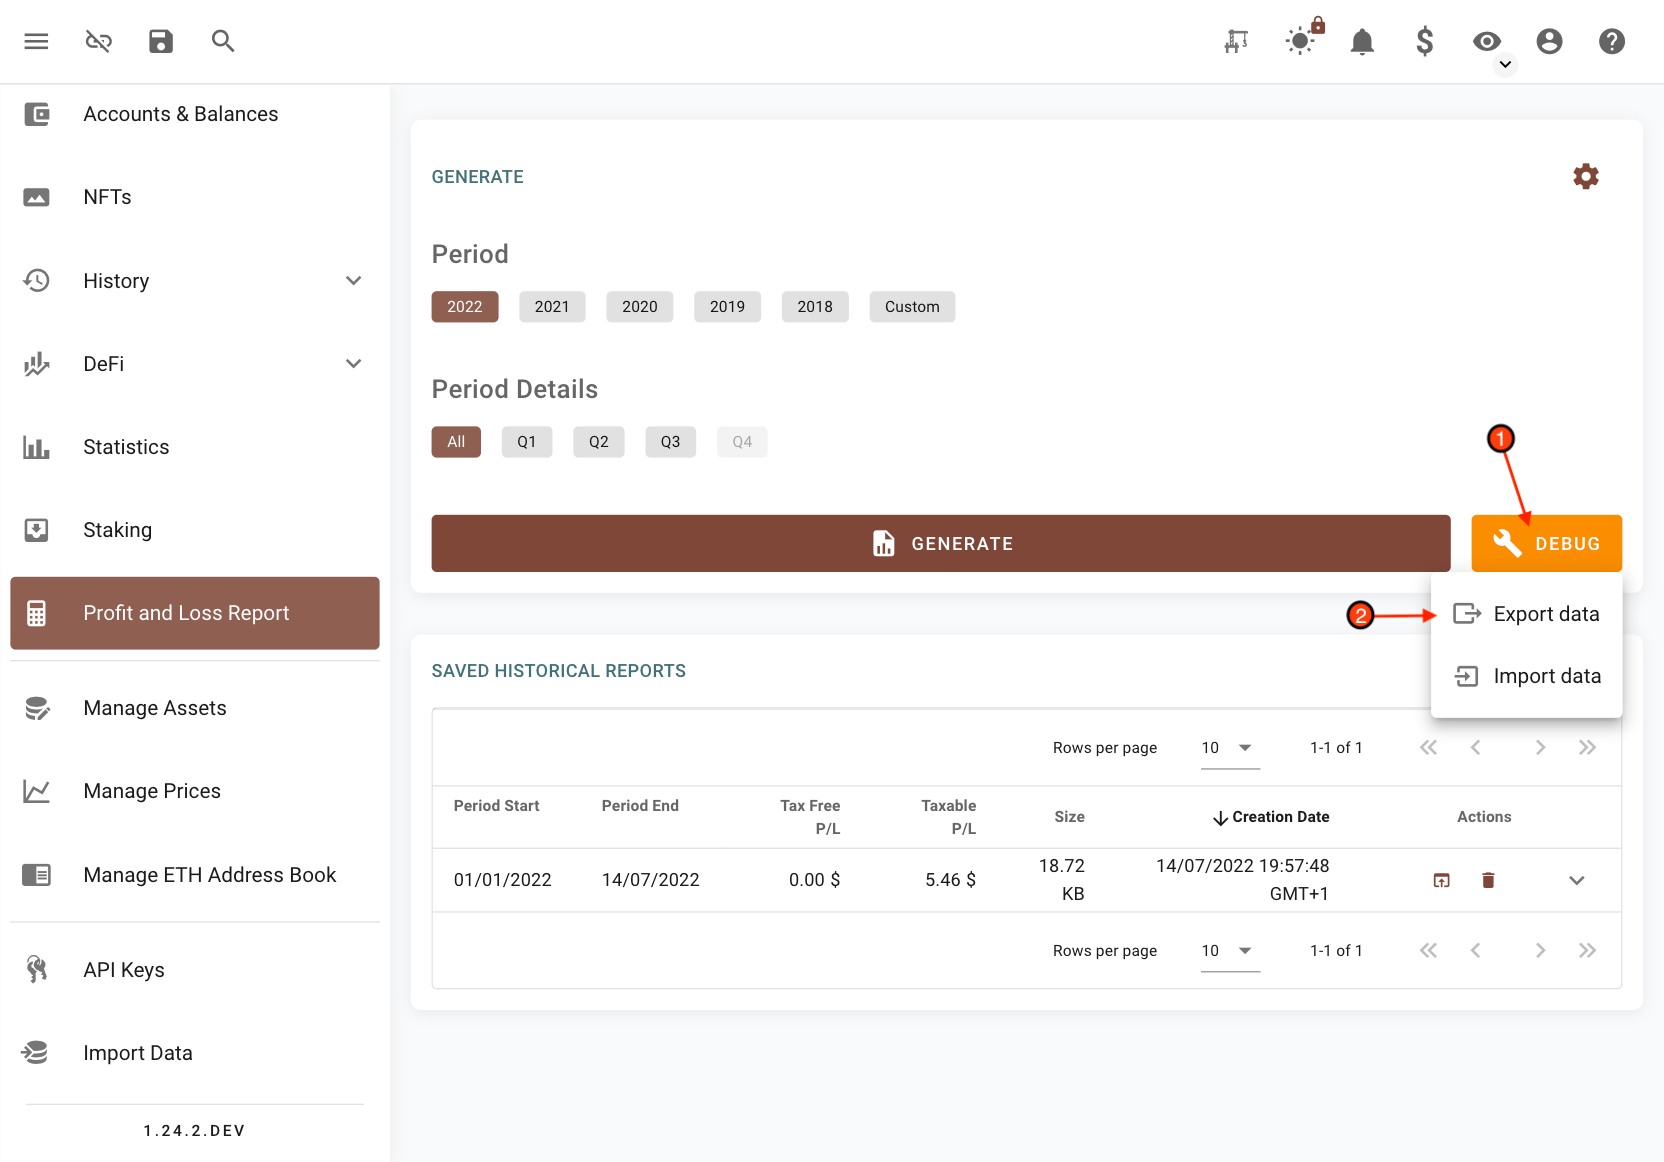 Accounts & Balances
NFTs
History
DeFi
Statistics
Staking
Profit and Loss Report
Manage Assets
Manage Prices
Manage ETH Address Book
API Keys
Import Data
1.24.2.DEV
GENERATE
Period
2022 2021 2020 2019 2018 Custom
Period Details
All Q1 Q2 Q3 Q4
1
GENERATE
DEBUG
2
Export data
Import data
SAVED HISTORICAL REPORTS
Rows per page 10 1-1 of 1
Period Start Period End Tax Free P/L Taxable P/L Size Creation Date Actions
01/01/2022 14/07/2022 0.00 $ 5.46 $ 18.72 KB 14/07/2022 19:57:48 GMT+1
Rows per page 10 1-1 of 1